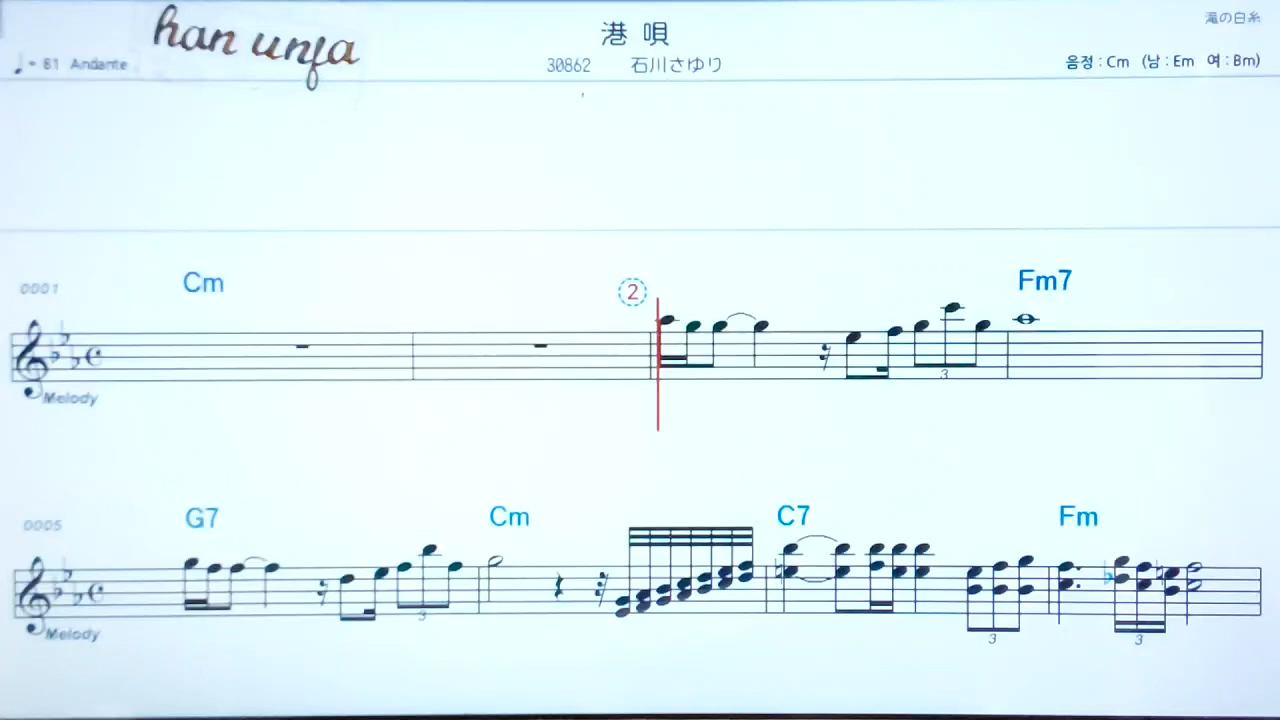 han unfa
港 唄
滝の白糸
♩= 81 Andante
30862 石川さゆり
음정 : Cm (남 : Em 여 : Bm)
0001 Cm ② Fm7
3
Melody
0005 G7 Cm C7 Fm
3 3 3
Melody